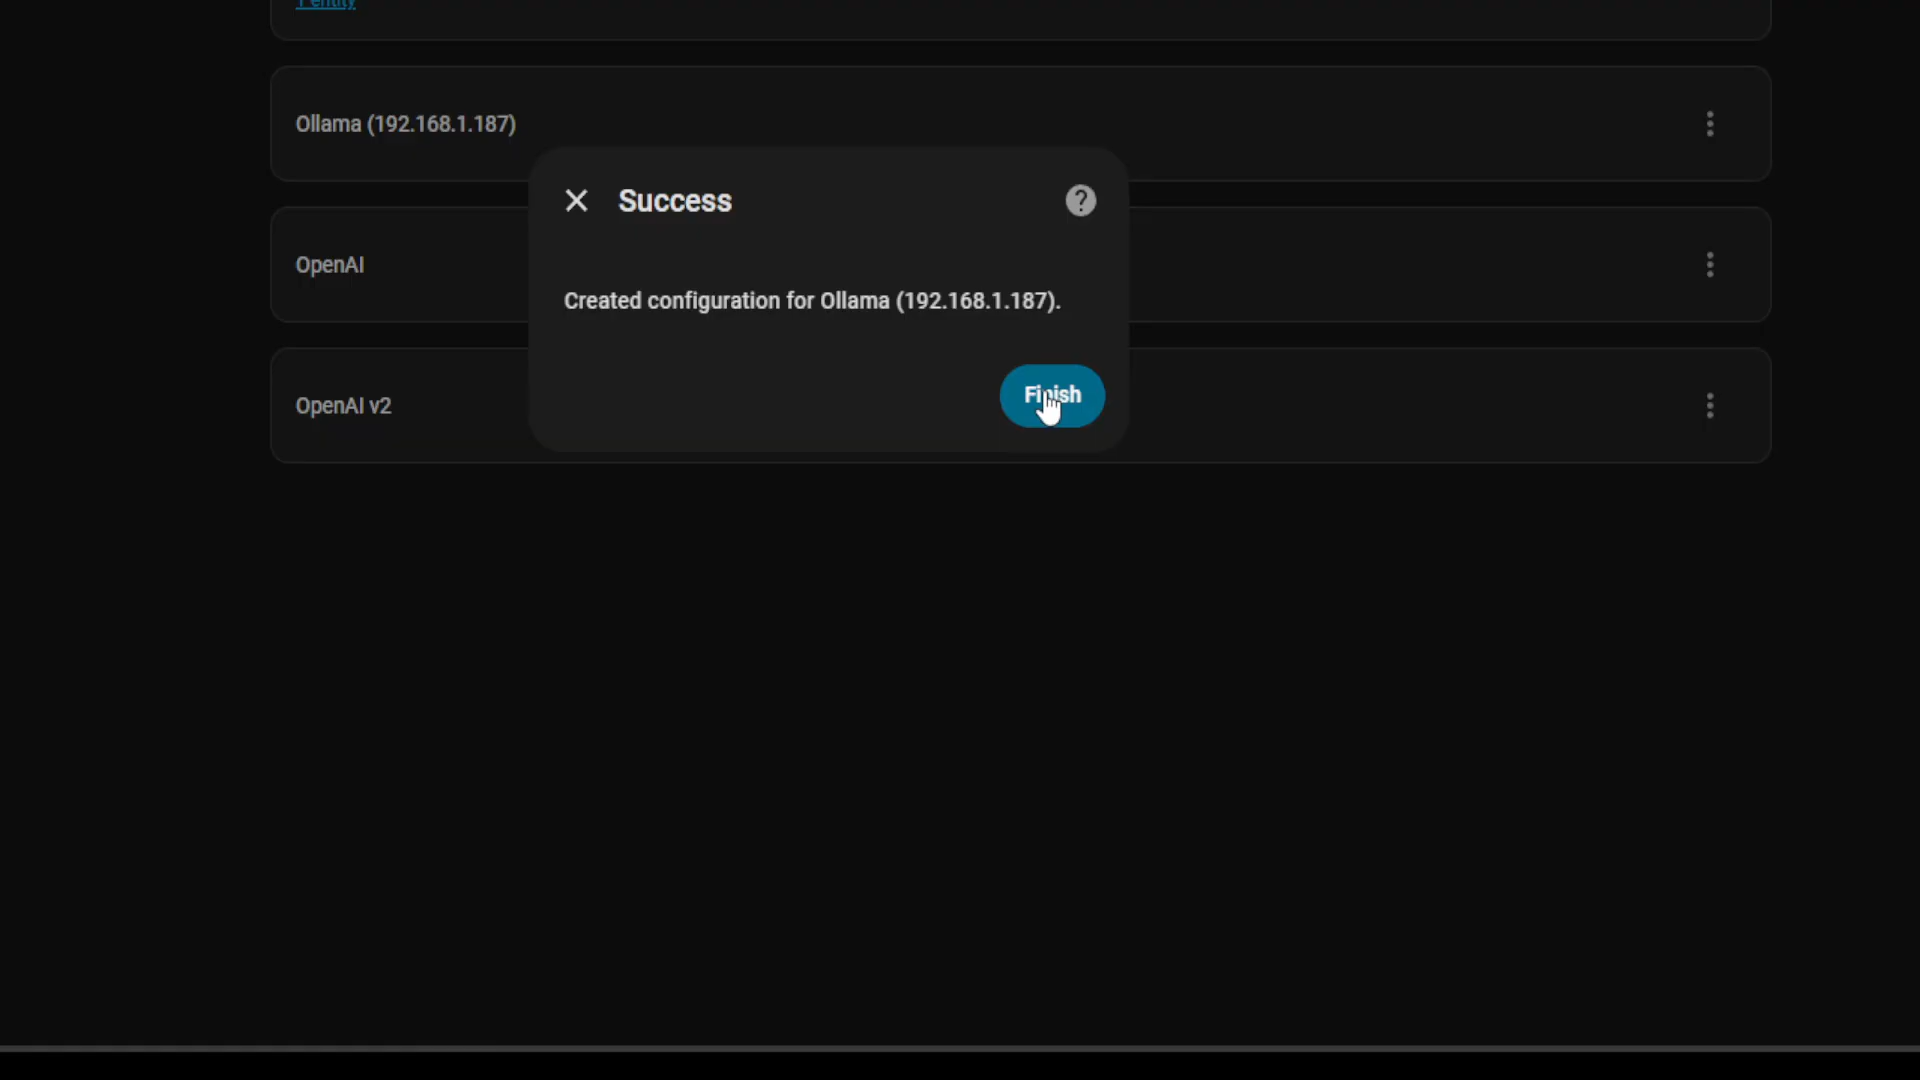 1 entity
Ollama (192.168.1.187)
Success
Created configuration for Ollama (192.168.1.187).
OpenAI
Finish
OpenAI v2